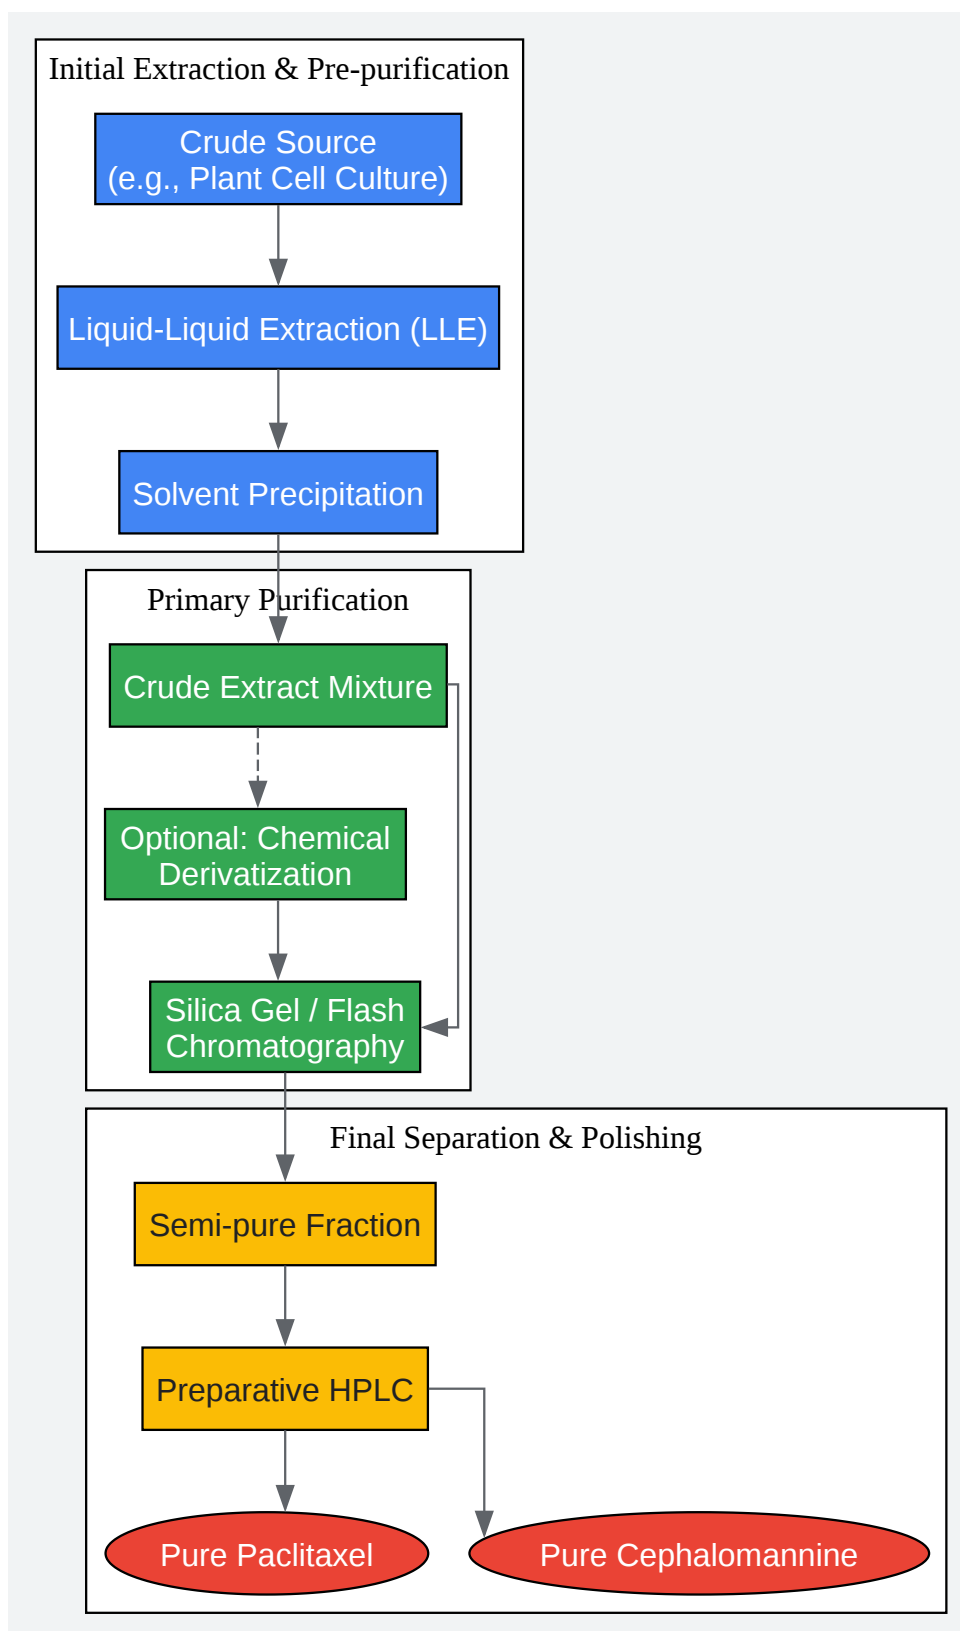 Initial Extraction & Pre-purification
Crude Source
(e.g., Plant Cell Culture)
Liquid-Liquid Extraction (LLE)
Solvent Precipitation
Primary Purification
Crude Extract Mixture
Optional: Chemical
Derivatization
Silica Gel / Flash
Chromatography
Final Separation & Polishing
Semi-pure Fraction
Preparative HPLC
Pure Paclitaxel
Pure Cephalomannine